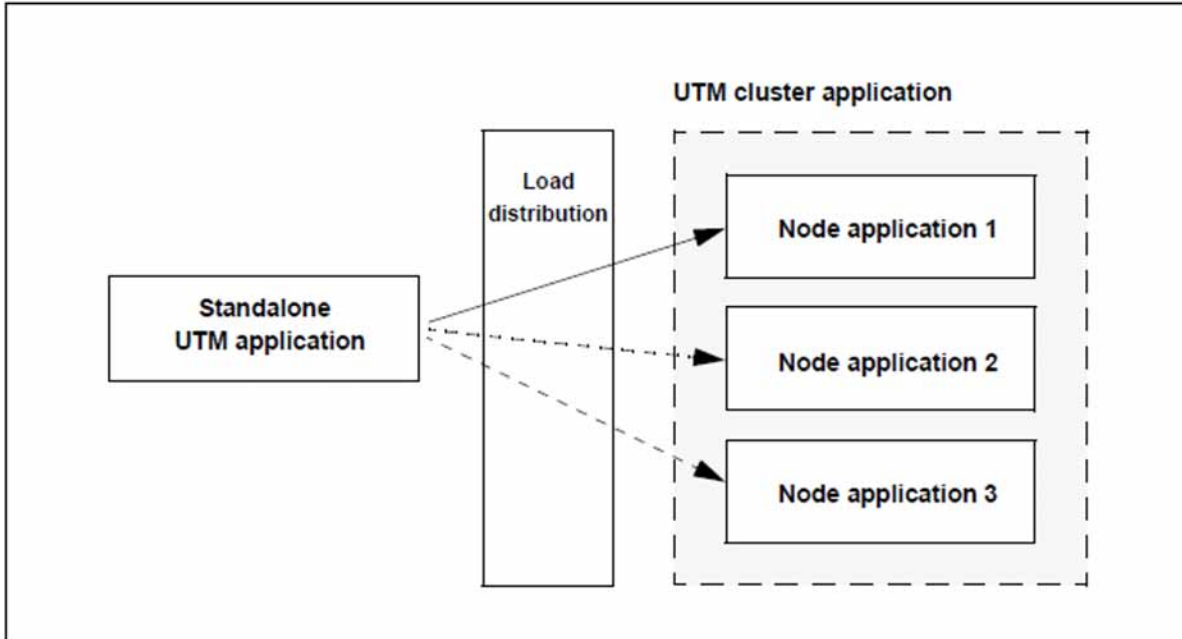 UTM cluster application
Load
distribution
Node application 1
Standalone
UTM application
Node application 2
Node application 3